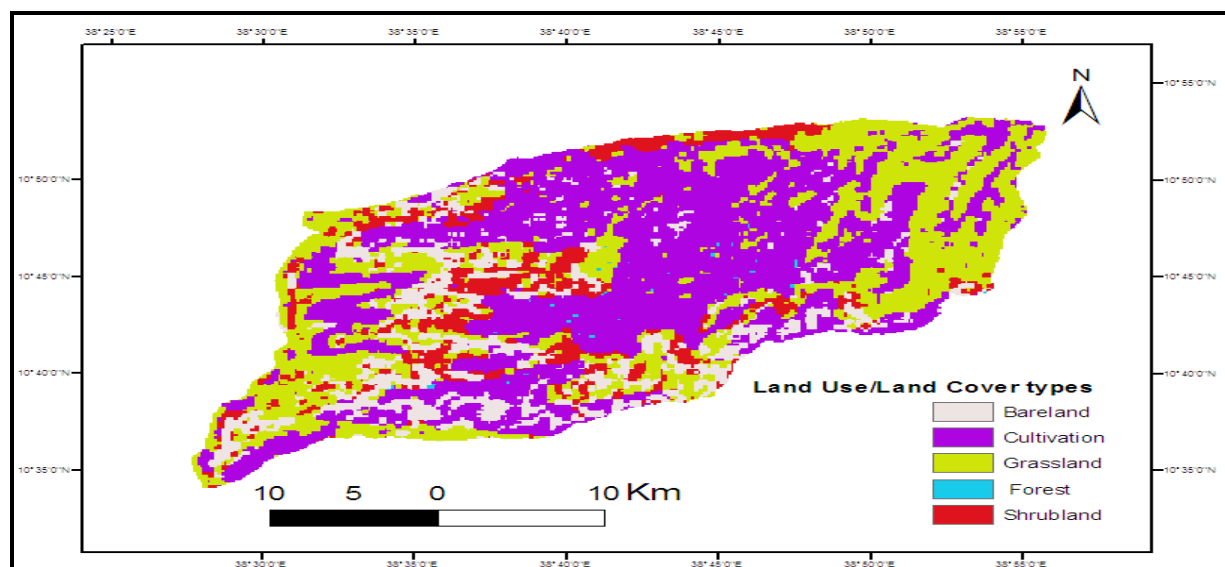 38°25'0"E 38°30'0"E 38°35'0"E 38°40'0"E 38°45'0"E 38°50'0"E 38°55'0"E
N
10°55'0"N
10°55'0"N
10°50'0"N
10°50'0"N
10°45'0"N
10°45'0"N
10°40'0"N
10°40'0"N
Land Use/Land Cover types
Bareland
Cultivation
Grassland
Forest
Shrubland
10°35'0"N
10°35'0"N
10 5 0 10 Km
38°30'0"E 38°35'0"E 38°40'0"E 38°45'0"E 38°50'0"E 38°55'0"E